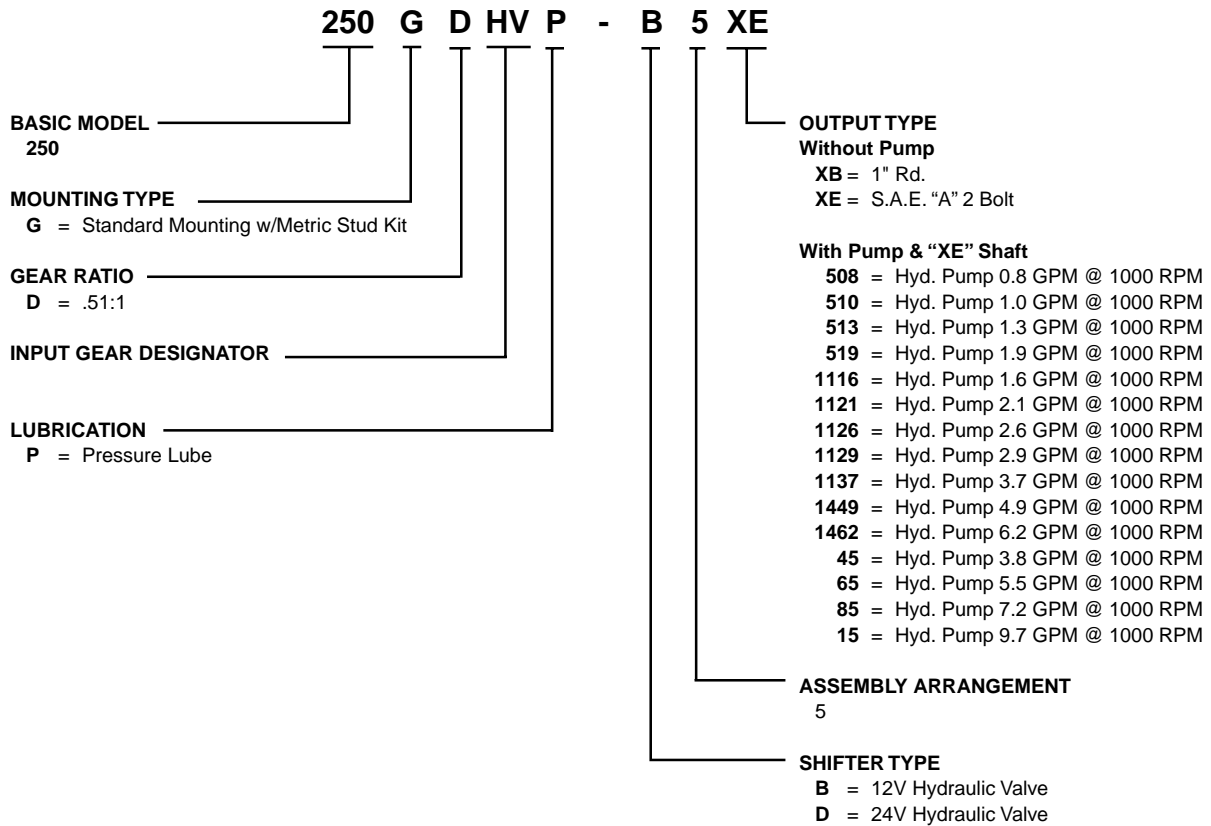 250 G D HV P - B 5 XE
BASIC MODEL
250
MOUNTING TYPE
G = Standard Mounting w/Metric Stud Kit
GEAR RATIO
D = .51:1
INPUT GEAR DESIGNATOR
LUBRICATION
P = Pressure Lube
OUTPUT TYPE
Without Pump
XB = 1" Rd.
XE = S.A.E. “A” 2 Bolt
With Pump & “XE” Shaft
508 = Hyd. Pump 0.8 GPM @ 1000 RPM
510 = Hyd. Pump 1.0 GPM @ 1000 RPM
513 = Hyd. Pump 1.3 GPM @ 1000 RPM
519 = Hyd. Pump 1.9 GPM @ 1000 RPM
1116 = Hyd. Pump 1.6 GPM @ 1000 RPM
1121 = Hyd. Pump 2.1 GPM @ 1000 RPM
1126 = Hyd. Pump 2.6 GPM @ 1000 RPM
1129 = Hyd. Pump 2.9 GPM @ 1000 RPM
1137 = Hyd. Pump 3.7 GPM @ 1000 RPM
1449 = Hyd. Pump 4.9 GPM @ 1000 RPM
1462 = Hyd. Pump 6.2 GPM @ 1000 RPM
45 = Hyd. Pump 3.8 GPM @ 1000 RPM
65 = Hyd. Pump 5.5 GPM @ 1000 RPM
85 = Hyd. Pump 7.2 GPM @ 1000 RPM
15 = Hyd. Pump 9.7 GPM @ 1000 RPM
ASSEMBLY ARRANGEMENT
5
SHIFTER TYPE
B = 12V Hydraulic Valve
D = 24V Hydraulic Valve